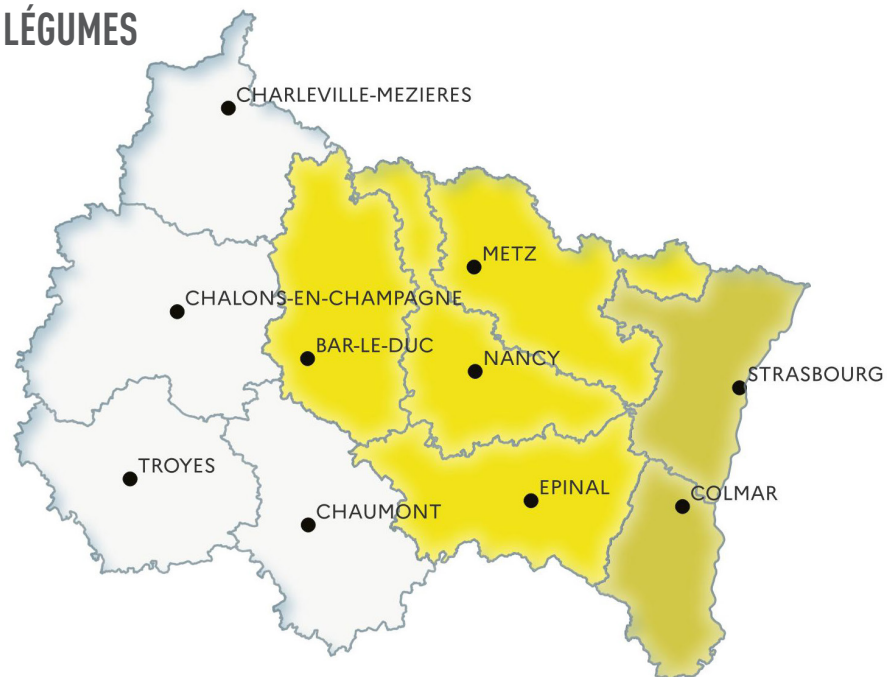 LÉGUMES
CHARLEVILLE-MEZIERES
METZ
CHALONS-EN-CHAMPAGNE
BAR-LE-DUC
NANCY
STRASBOURG
TROYES
EPINAL
COLMAR
CHAUMONT